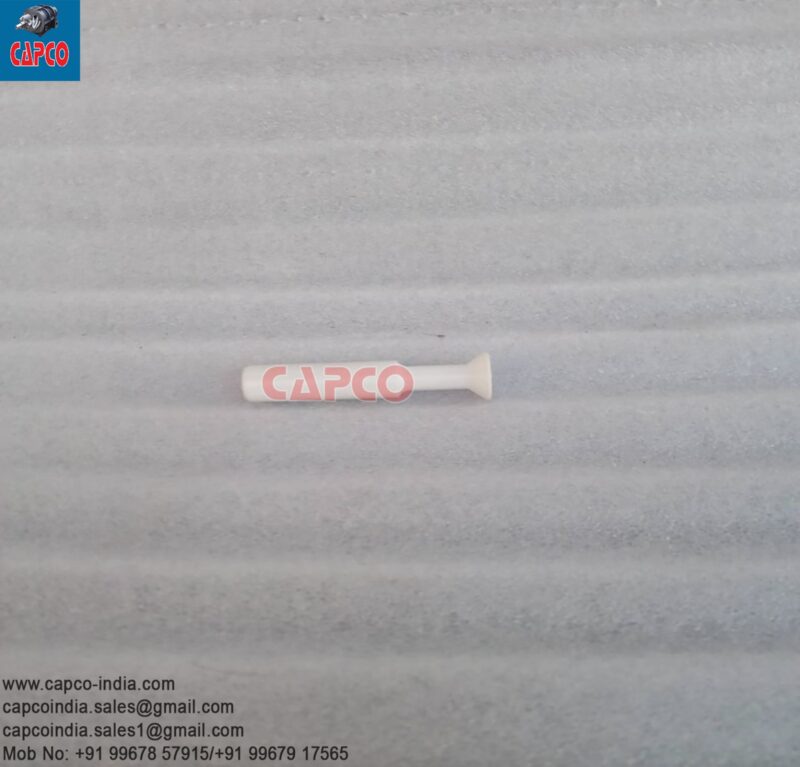 CAPCO
CAPCO
www.capco-india.com
capcoindia.sales@gmail.com
capcoindia.sales1@gmail.com
Mob No: +91 99678 57915/+91 99679 17565